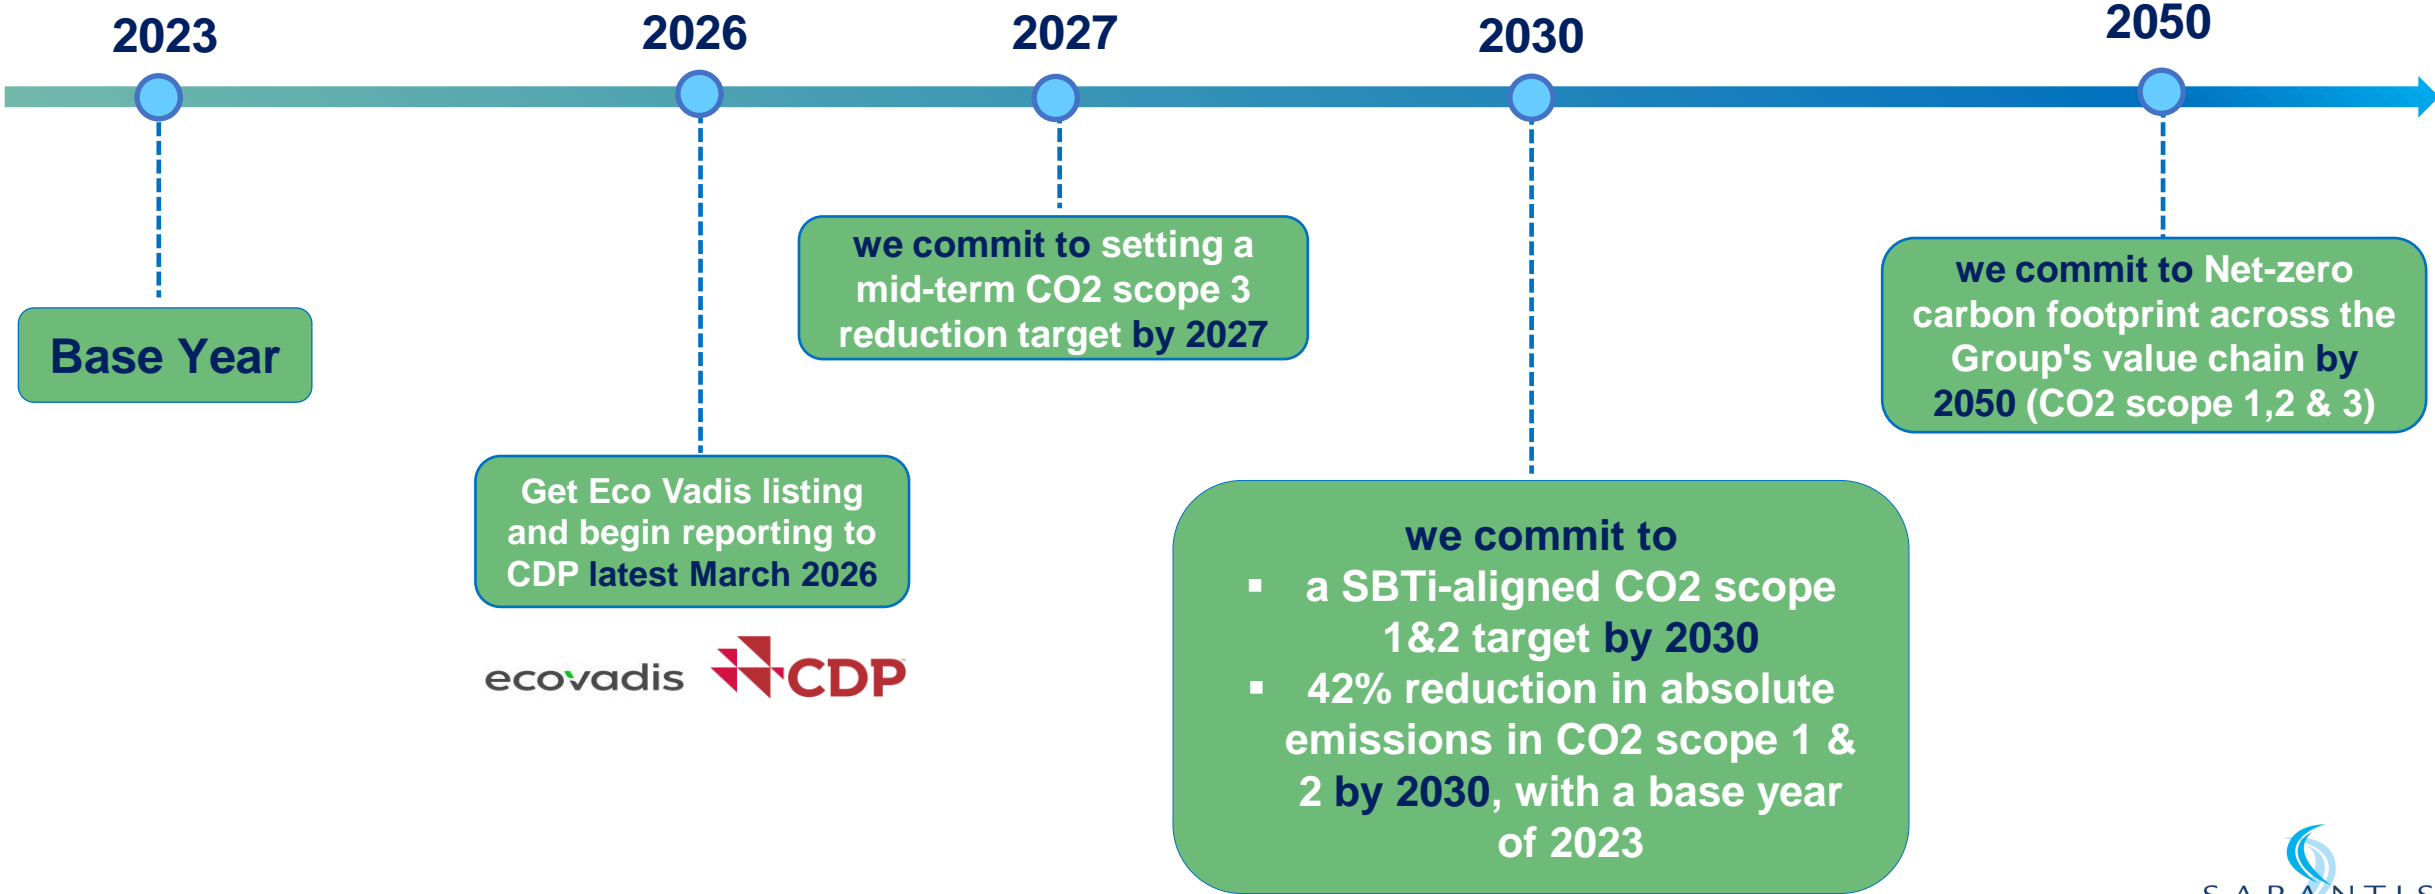 2023
2026
2027
2030
2050
Base Year
Get Eco Vadis listing
and begin reporting to
CDP latest March 2026
ecovadis
CDP
we commit to setting a
mid-term CO2 scope 3
reduction target by 2027
we commit to
▪ a SBTi-aligned CO2 scope
1&2 target by 2030
▪ 42% reduction in absolute
emissions in CO2 scope 1 &
2 by 2030, with a base year
of 2023
we commit to Net-zero
carbon footprint across the
Group's value chain by
2050 (CO2 scope 1,2 & 3)
SARANTIS